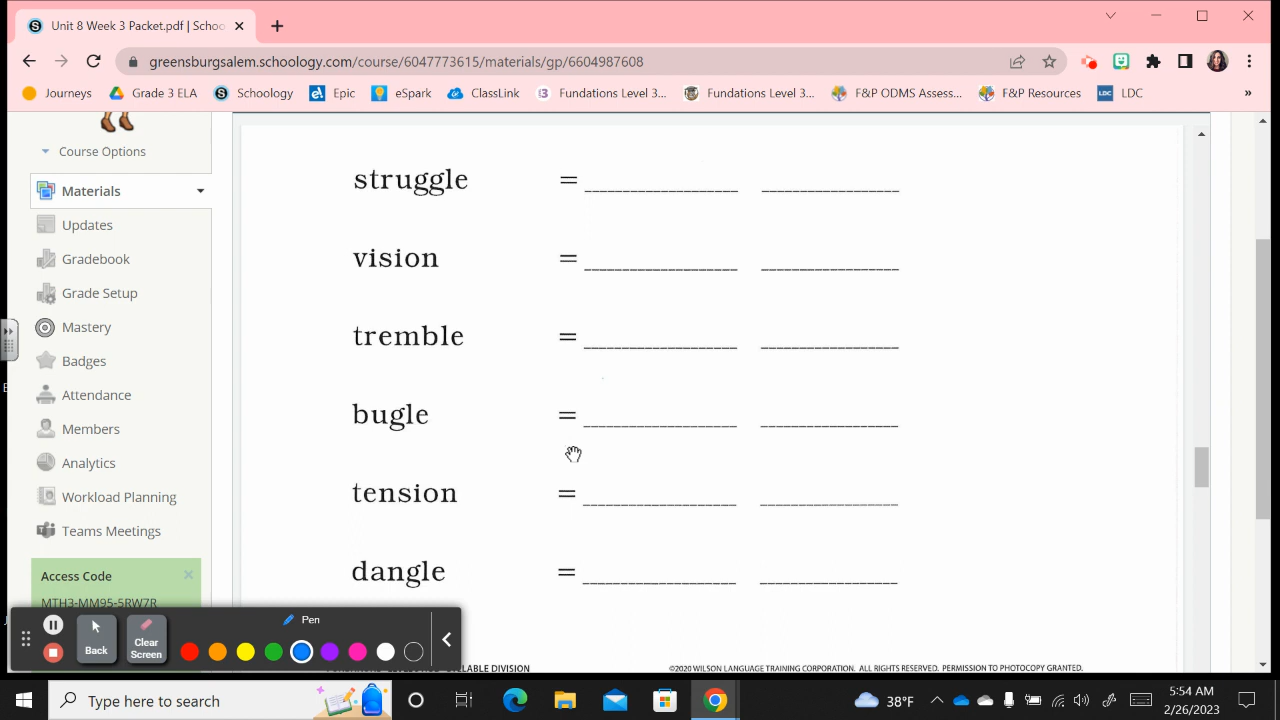 Unit 8 Week 3 Packet.pdf | Schoo
greensburgsalem.schoology.com/course/6047773615/materials/gp/6604987608
Journeys Grade 3 ELA Schoology Epic eSpark ClassLink Fundations Level 3... Fundations Level 3... F&P ODMS Assess... F&P Resources LDC LDC »
Course Options
Materials
Updates
Gradebook
Grade Setup
Mastery
Badges
Attendance
Members
Analytics
Workload Planning
Teams Meetings
Access Code
MTH3-MM95-5RW7R
struggle =
vision =
tremble =
bugle =
tension =
dangle =
Pen
Back
Clear
Screen
LABLE DIVISION
©2020 WILSON LANGUAGE TRAINING CORPORATION. ALL RIGHTS RESERVED. PERMISSION TO PHOTOCOPY GRANTED.
Type here to search
38°F
5:54 AM
2/26/2023